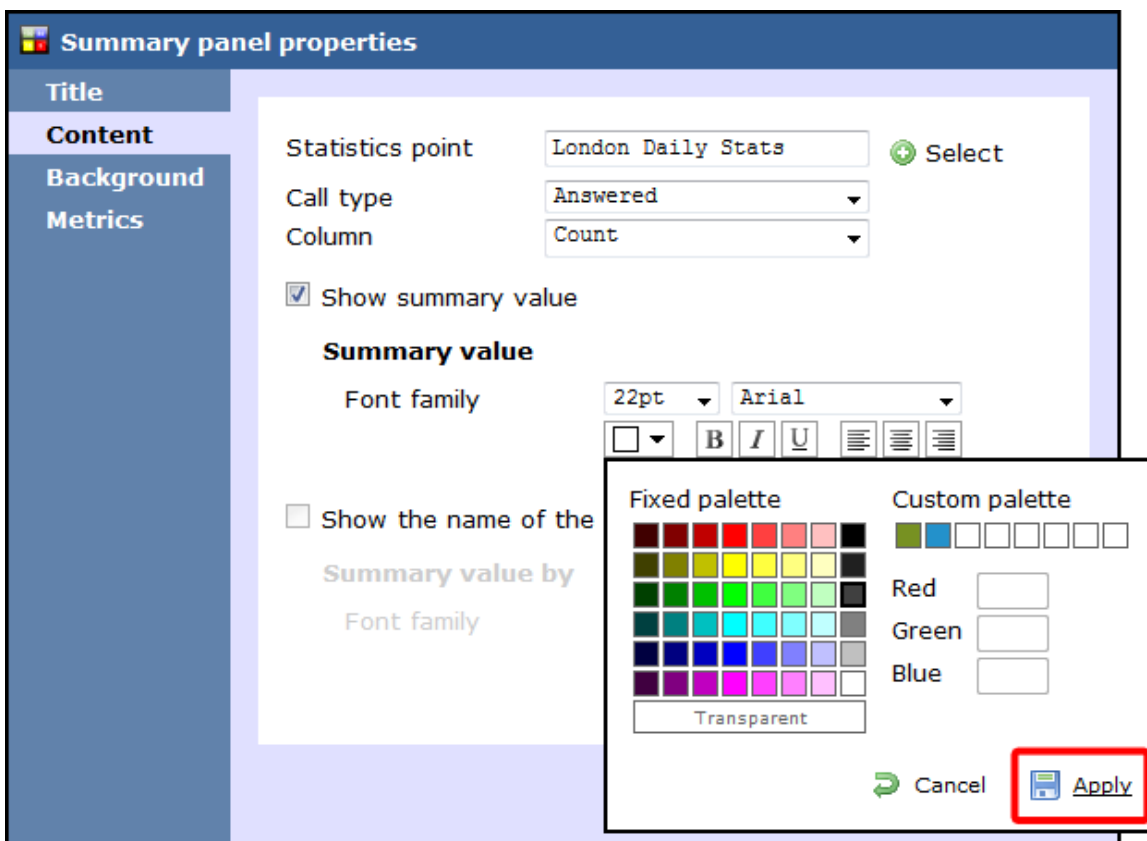 Summary panel properties
Title
Content
Background
Metrics
Statistics point London Daily Stats Select
Call type Answered
Column Count
Show summary value
Summary value
Font family 22pt Arial
B I U
Show the name of the
Summary value by
Font family
Fixed palette Custom palette
Red
Green
Blue
Transparent
Cancel Apply